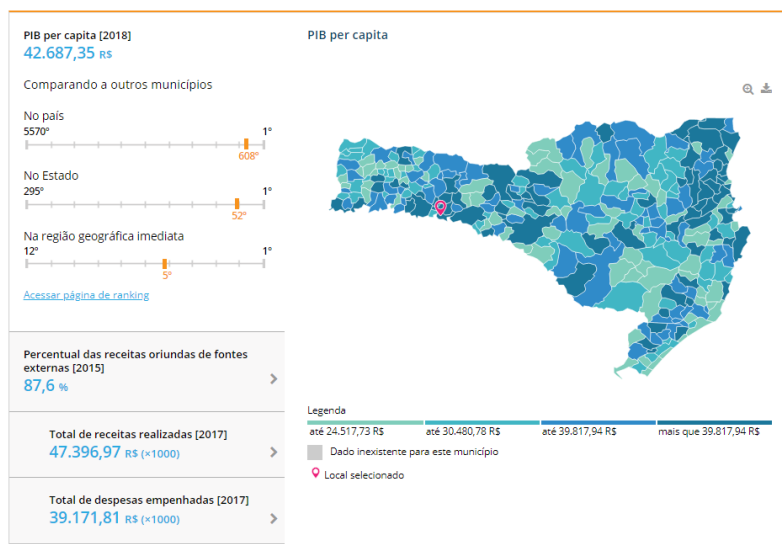 PIB per capita [2018]
42.687,35 R$
Comparando a outros municípios
No país
5570º 1º
608º
No Estado
295º 1º
52º
Na região geográfica imediata
12º 1º
5º
Acessar página de ranking
Percentual das receitas oriundas de fontes
externas [2015]
87,6 %
Total de receitas realizadas [2017]
47.396,97 R$ (×1000)
Total de despesas empenhadas [2017]
39.171,81 R$ (×1000)
PIB per capita
Legenda
até 24.517,73 R$ até 30.480,78 R$ até 39.817,94 R$ mais que 39.817,94 R$
Dado inexistente para este município
Local selecionado